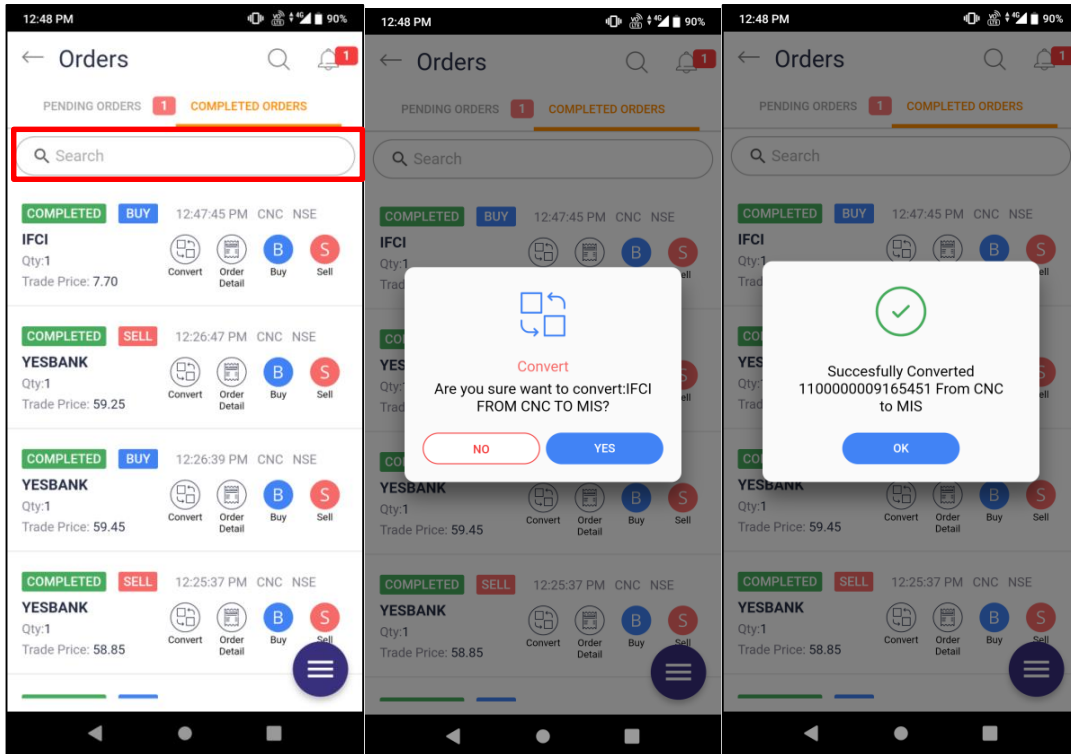 12:48 PM
VoD LTE 4G 90%
Orders
1
PENDING ORDERS 1 COMPLETED ORDERS
Search
COMPLETED BUY 12:47:45 PM CNC NSE
IFCI
Qty:1
Trade Price: 7.70
Convert Order Detail Buy Sell
B S
COMPLETED SELL 12:26:47 PM CNC NSE
YESBANK
Qty:1
Trade Price: 59.25
Convert Order Detail Buy Sell
B S
COMPLETED BUY 12:26:39 PM CNC NSE
YESBANK
Qty:1
Trade Price: 59.45
Convert Order Detail Buy Sell
B S
COMPLETED SELL 12:25:37 PM CNC NSE
YESBANK
Qty:1
Trade Price: 58.85
Convert Order Detail Buy Sell
B S
12:48 PM
4G 90%
Orders
1
PENDING ORDERS 1 COMPLETED ORDERS
Search
COMPLETED BUY 12:47:45 PM CNC NSE
IFCI
Qty:1
B S
Convert
Are you sure want to convert:IFCI
FROM CNC TO MIS?
NO YES
YESBANK
Qty:1
Trade Price: 59.45
Convert Order Detail Buy Sell
B S
COMPLETED SELL 12:25:37 PM CNC NSE
YESBANK
Qty:1
Trade Price: 58.85
Convert Order Detail Buy Sell
B S
12:48 PM
4G 90%
Orders
1
PENDING ORDERS 1 COMPLETED ORDERS
Search
COMPLETED BUY 12:47:45 PM CNC NSE
IFCI
Qty:1
B S
Succesfully Converted
1100000009165451 From CNC
to MIS
OK
YESBANK
Qty:1
Trade Price: 59.45
Convert Order Detail Buy Sell
B S
COMPLETED SELL 12:25:37 PM CNC NSE
YESBANK
Qty:1
Trade Price: 58.85
Convert Order Detail Buy Sell
B S